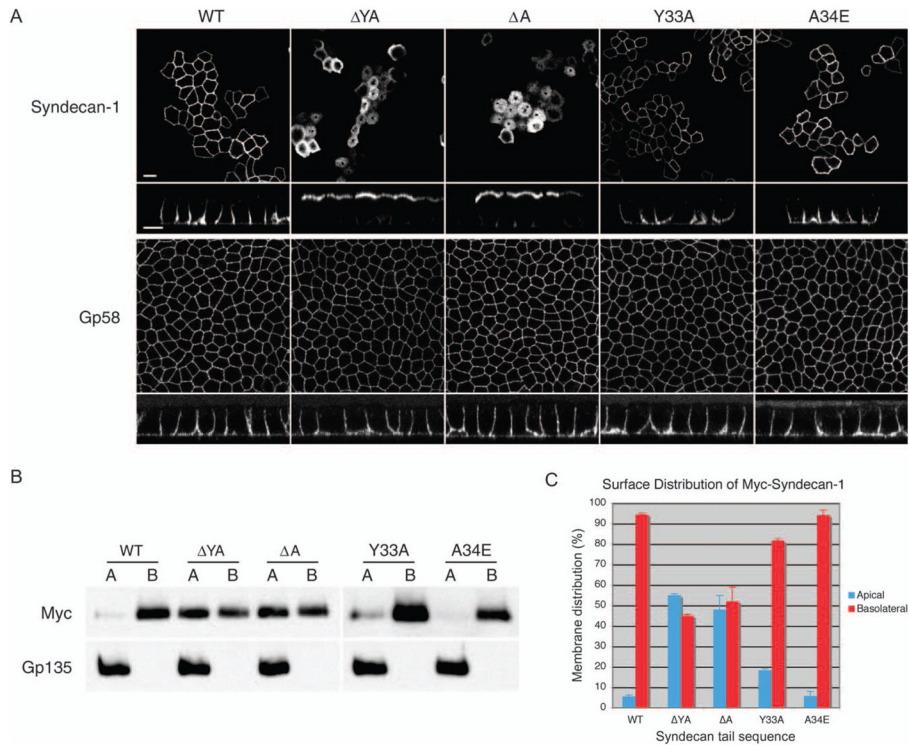 A
WT ΔYA ΔA Y33A A34E
Syndecan-1
Gp58
B
WT ΔYA ΔA Y33A A34E
A B A B A B A B A B
Myc
Gp135
C
Surface Distribution of Myc-Syndecan-1
Membrane distribution (%)
100
90
80
70
60
50
40
30
20
10
0
WT ΔYA ΔA Y33A A34E
Syndecan tail sequence
Apical
Basolateral